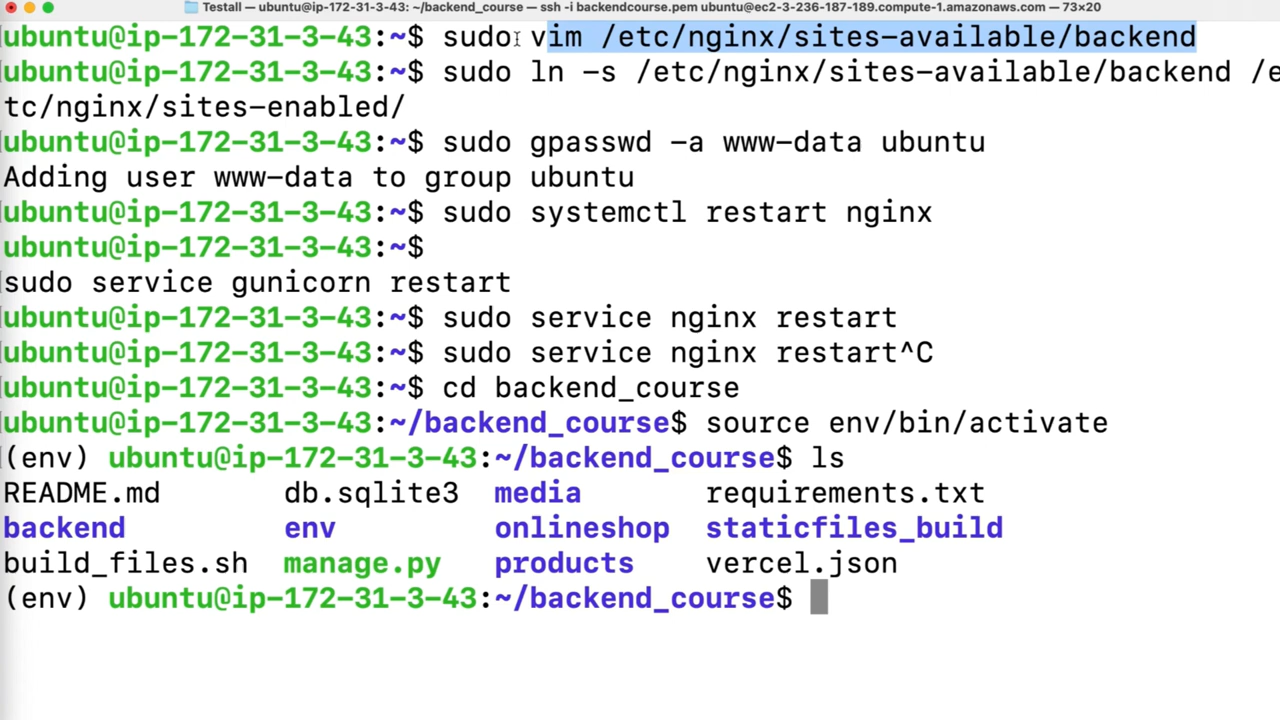 Testall — ubuntu@ip-172-31-3-43: ~/backend_course — ssh -i backendcourse.pem ubuntu@ec2-3-236-187-189.compute-1.amazonaws.com — 73×20
ubuntu@ip-172-31-3-43:~$ sudo vim /etc/nginx/sites-available/backend
ubuntu@ip-172-31-3-43:~$ sudo ln -s /etc/nginx/sites-available/backend /e
tc/nginx/sites-enabled/
ubuntu@ip-172-31-3-43:~$ sudo gpasswd -a www-data ubuntu
Adding user www-data to group ubuntu
ubuntu@ip-172-31-3-43:~$ sudo systemctl restart nginx
ubuntu@ip-172-31-3-43:~$
sudo service gunicorn restart
ubuntu@ip-172-31-3-43:~$ sudo service nginx restart
ubuntu@ip-172-31-3-43:~$ sudo service nginx restart^C
ubuntu@ip-172-31-3-43:~$ cd backend_course
ubuntu@ip-172-31-3-43:~/backend_course$ source env/bin/activate
(env) ubuntu@ip-172-31-3-43:~/backend_course$ ls
README.md db.sqlite3 media requirements.txt
backend env onlineshop staticfiles_build
build_files.sh manage.py products vercel.json
(env) ubuntu@ip-172-31-3-43:~/backend_course$